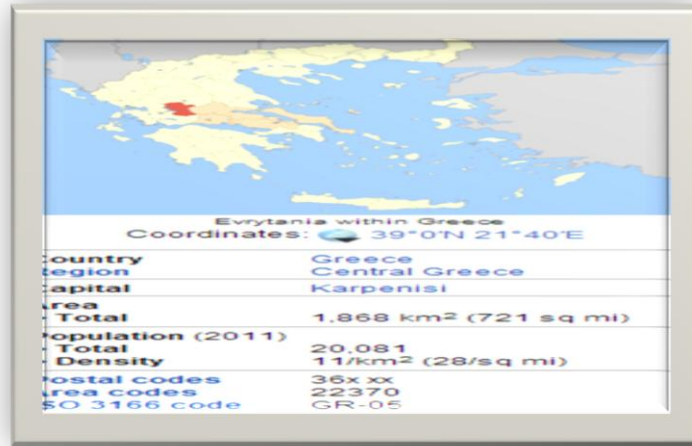 Evrytania within Greece
Coordinates: 39°0'N 21°40'E
ountry Greece
egion Central Greece
apital Karpenisi
rea
Total 1,868 km² (721 sq mi)
opulation (2011)
Total 20,081
Density 11/km² (28/sq mi)
ostal codes 36x xx
rea codes 22370
SO 3166 code GR-05